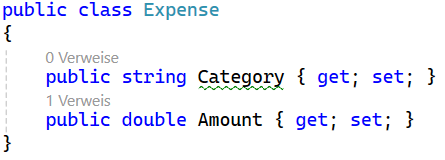 public class Expense
{
0 Verweise
public string Category { get; set; }
1 Verweis
public double Amount { get; set; }
}